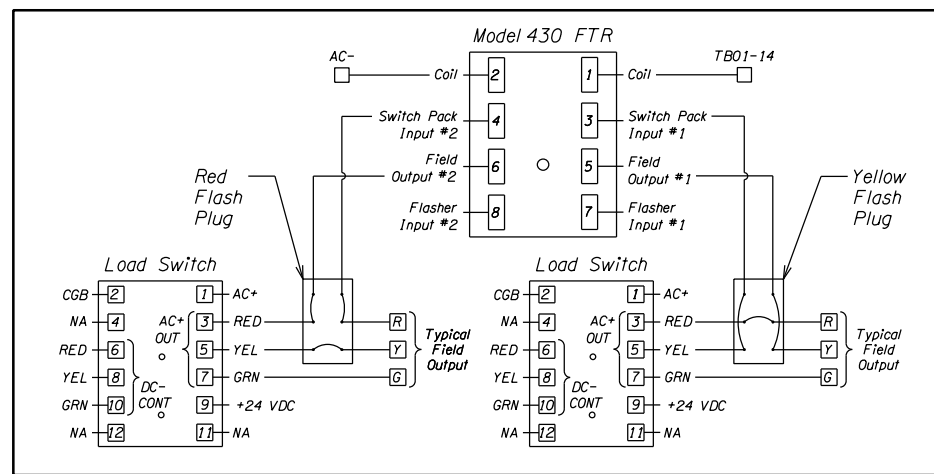 Model 430 FTR
AC-
TB01-14
Coil
2
1
Coil
Switch Pack
Input #2
4
3
Switch Pack
Input #1
Field
Output #2
6
5
Field
Output #1
Flasher
Input #2
8
7
Flasher
Input #1
Red
Flash
Plug
Yellow
Flash
Plug
Load Switch
CGB
2
1
AC+
NA
4
AC+
OUT
3
RED
R
RED
6
5
YEL
Y
YEL
8
7
GRN
G
GRN
10
DC-
CONT
9
+24 VDC
NA
12
11
NA
Typical
Field
Output
Load Switch
CGB
2
1
AC+
NA
4
AC+
OUT
3
RED
R
RED
6
5
YEL
Y
YEL
8
7
GRN
G
GRN
10
DC-
CONT
9
+24 VDC
NA
12
11
NA
Typical
Field
Output